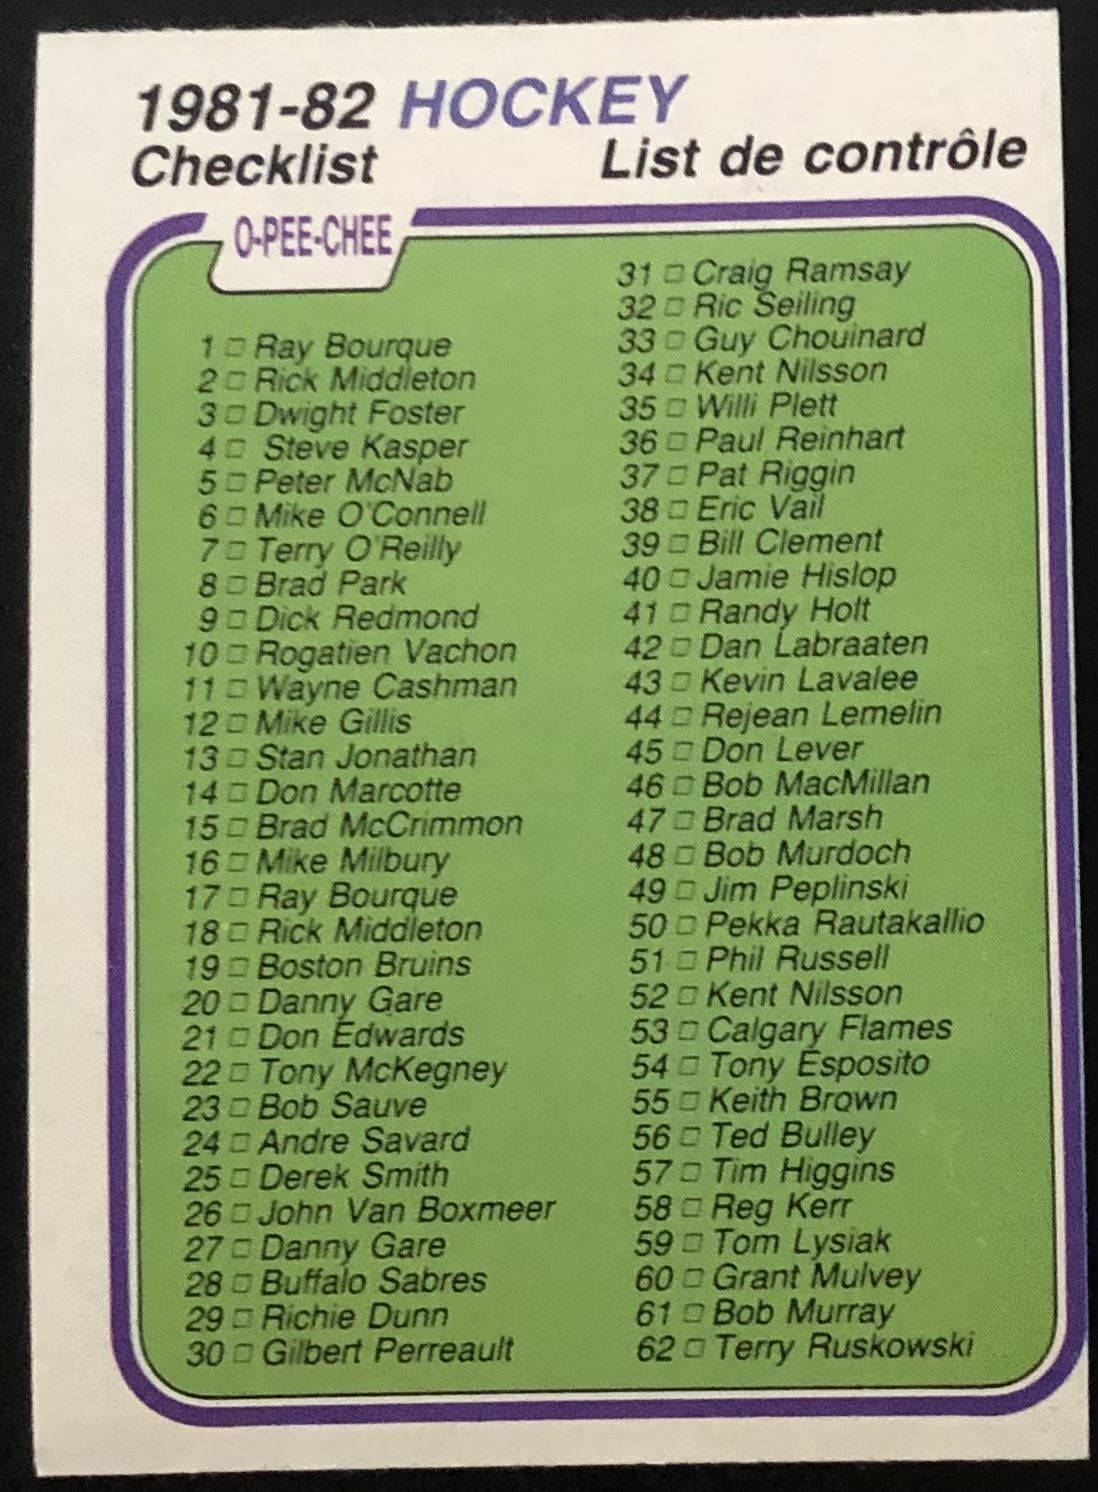 1981-82 HOCKEY
Checklist List de contrôle
O-PEE-CHEE
1 □ Ray Bourque
2 □ Rick Middleton
3 □ Dwight Foster
4 □ Steve Kasper
5 □ Peter McNab
6 □ Mike O'Connell
7 □ Terry O'Reilly
8 □ Brad Park
9 □ Dick Redmond
10 □ Rogatien Vachon
11 □ Wayne Cashman
12 □ Mike Gillis
13 □ Stan Jonathan
14 □ Don Marcotte
15 □ Brad McCrimmon
16 □ Mike Milbury
17 □ Ray Bourque
18 □ Rick Middleton
19 □ Boston Bruins
20 □ Danny Gare
21 □ Don Edwards
22 □ Tony McKegney
23 □ Bob Sauve
24 □ Andre Savard
25 □ Derek Smith
26 □ John Van Boxmeer
27 □ Danny Gare
28 □ Buffalo Sabres
29 □ Richie Dunn
30 □ Gilbert Perreault
31 □ Craig Ramsay
32 □ Ric Seiling
33 □ Guy Chouinard
34 □ Kent Nilsson
35 □ Willi Plett
36 □ Paul Reinhart
37 □ Pat Riggin
38 □ Eric Vail
39 □ Bill Clement
40 □ Jamie Hislop
41 □ Randy Holt
42 □ Dan Labraaten
43 □ Kevin Lavalee
44 □ Rejean Lemelin
45 □ Don Lever
46 □ Bob MacMillan
47 □ Brad Marsh
48 □ Bob Murdoch
49 □ Jim Peplinski
50 □ Pekka Rautakallio
51 □ Phil Russell
52 □ Kent Nilsson
53 □ Calgary Flames
54 □ Tony Esposito
55 □ Keith Brown
56 □ Ted Bulley
57 □ Tim Higgins
58 □ Reg Kerr
59 □ Tom Lysiak
60 □ Grant Mulvey
61 □ Bob Murray
62 □ Terry Ruskowski